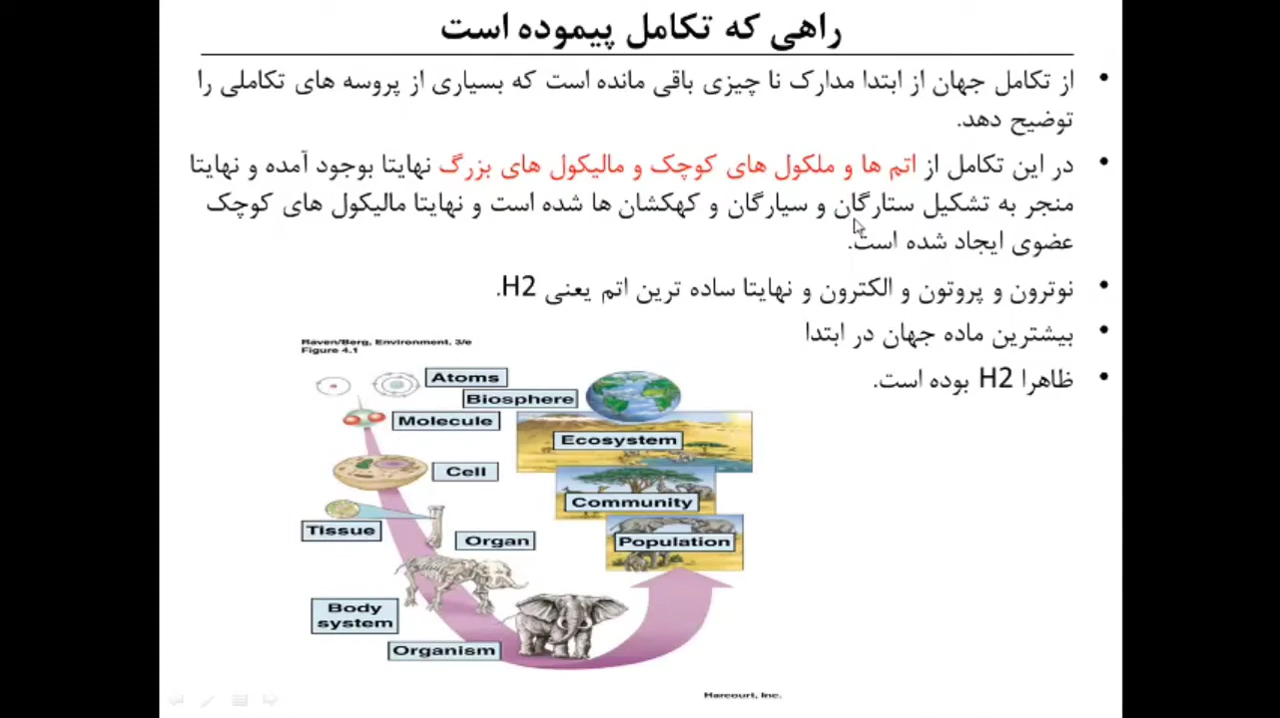 راهی که تکامل پیموده است
از تکامل جهان از ابتدا مدارک نا چیزی باقی مانده است که بسیاری از پروسه های تکاملی را
توضیح دهد.
در این تکامل از اتم ها و ملکول های کوچک و مالیکول های بزرگ نهایتا بوجود آمده و نهایتا
منجر به تشکیل ستارگان و سیارگان و کهکشان ها شده است و نهایتا مالیکول های کوچک
عضوی ایجاد شده است.
نوترون و پروتون و الکترون و نهایتا ساده ترین اتم یعنی H2.
بیشترین ماده جهان در ابتدا
ظاهرا H2 بوده است.
Raven/Berg, Environment, 3/e
Figure 4.1
Atoms
Biosphere
Molecule
Ecosystem
Cell
Community
Tissue
Organ
Population
Body
system
Organism
Harcourt, Inc.